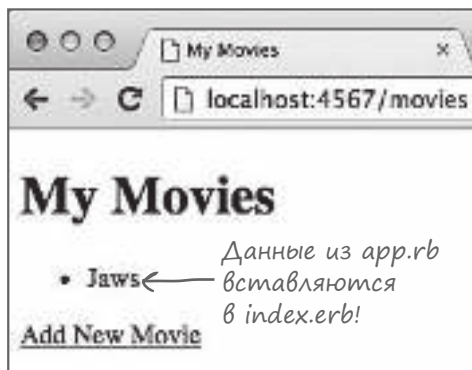 My Movies
localhost:4567/movies
My Movies
• Jaws
Данные из app.rb
вставляются
в index.erb!
Add New Movie